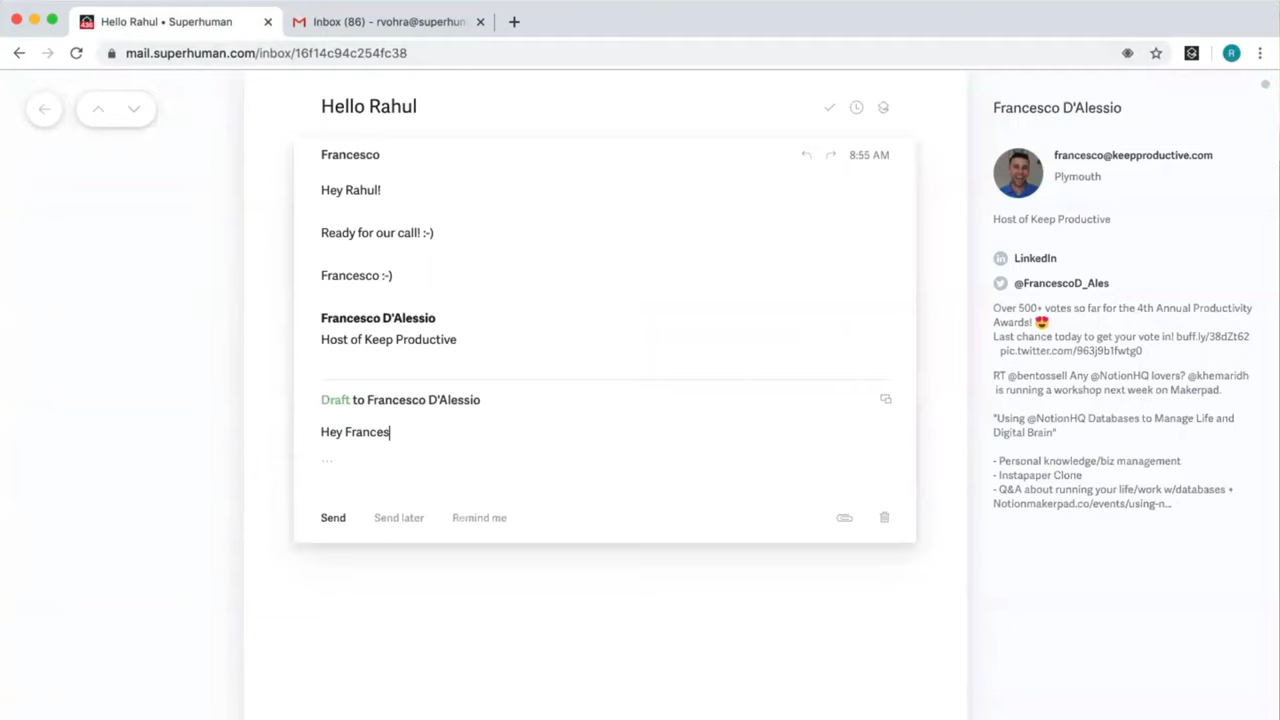 Hello Rahul • Superhuman
Inbox (86) - rvohra@superhun
mail.superhuman.com/inbox/16f14c94c254fc38
R
Hello Rahul
Francesco
8:55 AM
Hey Rahul!
Ready for our call! :-)
Francesco :-)
Francesco D'Alessio
Host of Keep Productive
Draft to Francesco D'Alessio
Hey Frances
...
Send
Send later
Remind me
Francesco D'Alessio
francesco@keepproductive.com
Plymouth
Host of Keep Productive
LinkedIn
@FrancescoD_Ales
Over 500+ votes so far for the 4th Annual Productivity
Awards! 😍
Last chance today to get your vote in! buff.ly/38dZt62
pic.twitter.com/963j9b1fwtg0
RT @bentossell Any @NotionHQ lovers? @khemaridh
is running a workshop next week on Makerpad.
"Using @NotionHQ Databases to Manage Life and
Digital Brain"
- Personal knowledge/biz management
- Instapaper Clone
- Q&A about running your life/work w/databases +
Notionmakerpad.co/events/using-n...